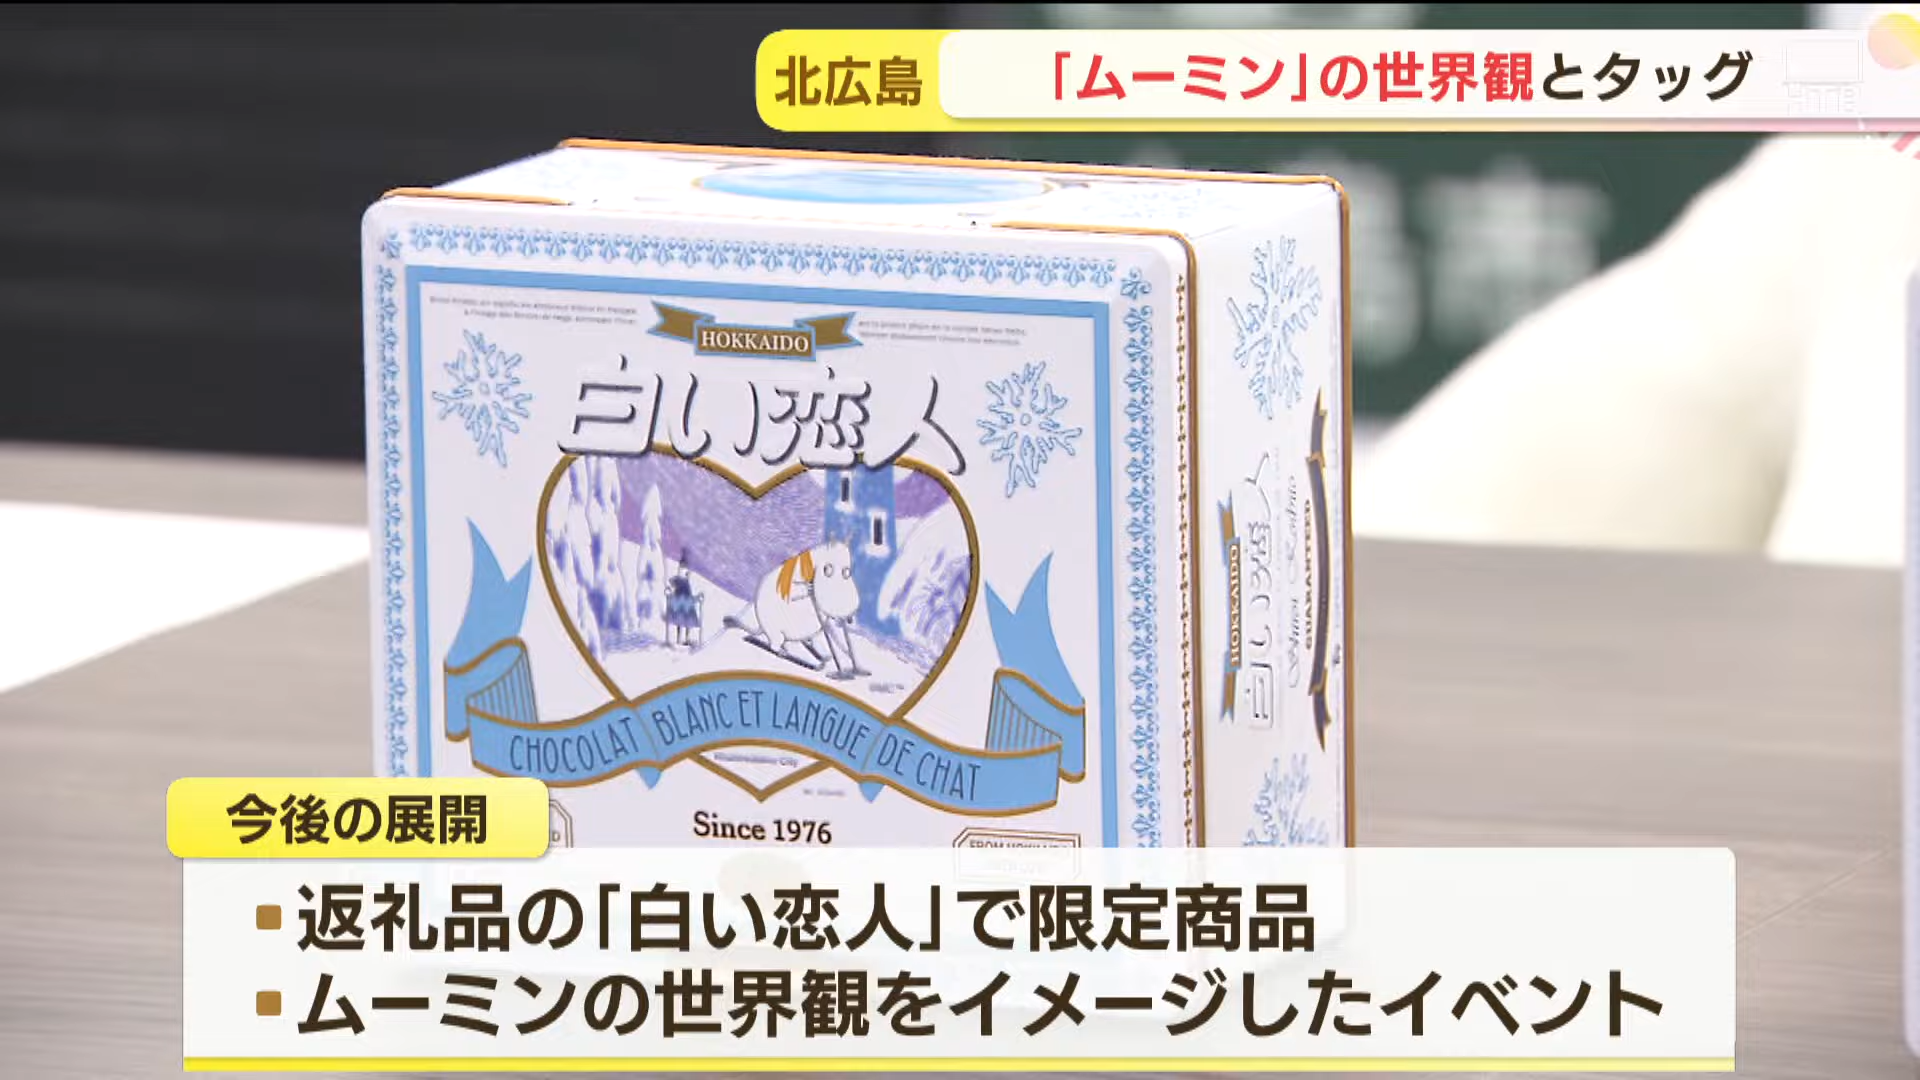 北広島
「ムーミン」の世界観とタッグ
HOKKAIDO
白い恋人
CHOCOLAT BLANC ET LANGUE DE CHAT
Since 1976
HOKKAIDO
白い恋人
GUARANTEED
今後の展開
返礼品の「白い恋人」で限定商品
ムーミンの世界観をイメージしたイベント